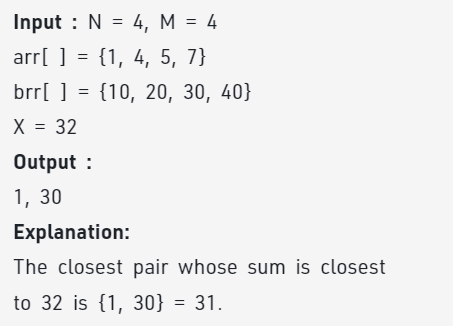 Input : N = 4, M = 4
arr[ ] = {1, 4, 5, 7}
brr[ ] = {10, 20, 30, 40}
X = 32
Output :
1, 30
Explanation:
The closest pair whose sum is closest
to 32 is {1, 30} = 31.